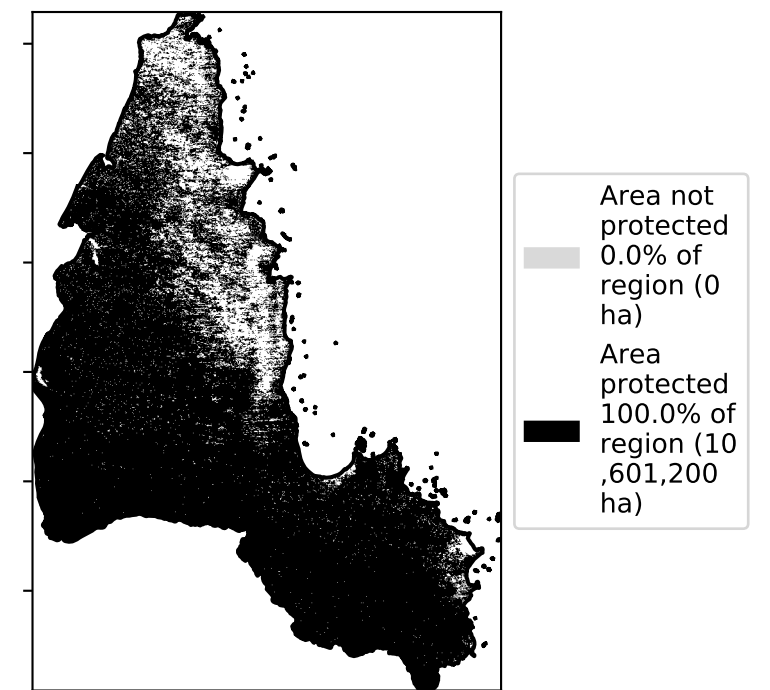 Area not
protected
0.0% of
region (0
ha)
Area
protected
100.0% of
region (10
,601,200
ha)